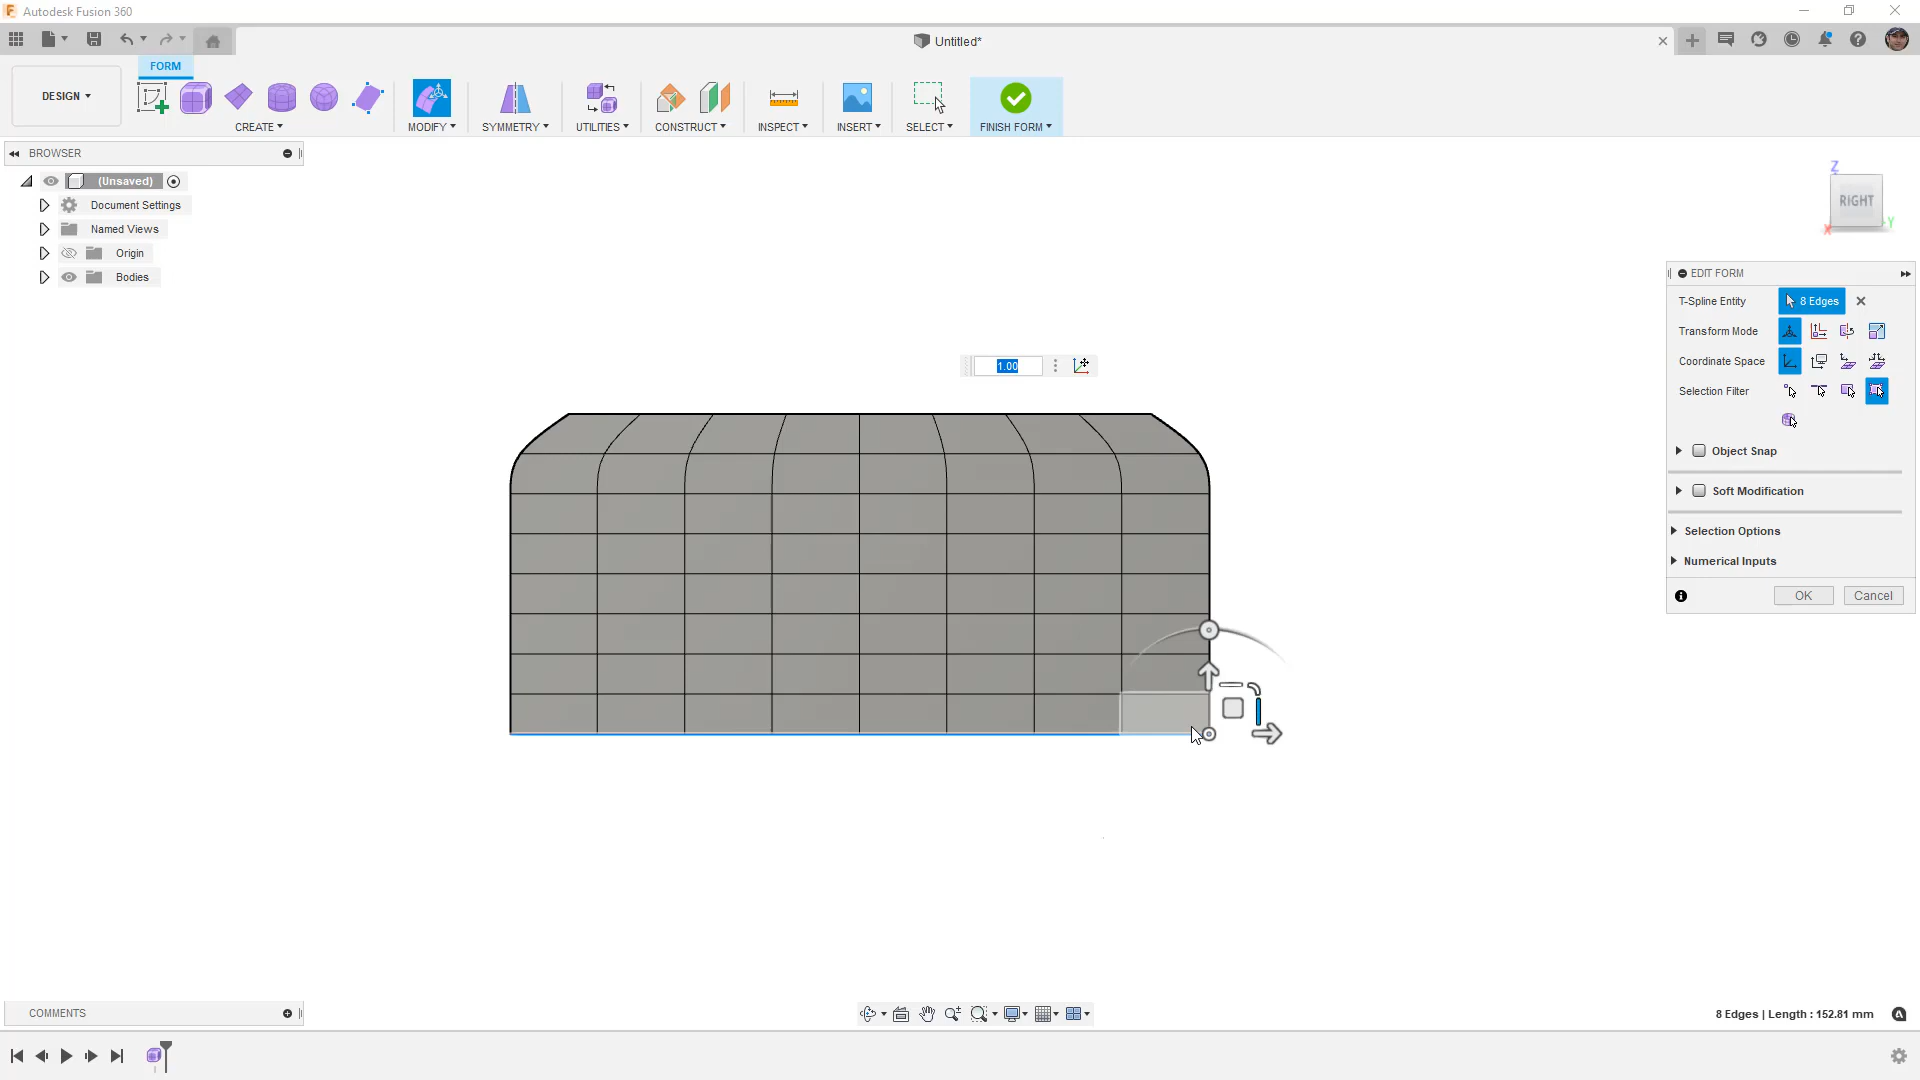 Autodesk Fusion 360
Untitled*
FORM
DESIGN
CREATE
MODIFY
SYMMETRY
UTILITIES
CONSTRUCT
INSPECT
INSERT
SELECT
FINISH FORM
BROWSER
(Unsaved)
Document Settings
Named Views
Origin
Bodies
Z
RIGHT
X
Y
EDIT FORM
T-Spline Entity
8 Edges
Transform Mode
Coordinate Space
Selection Filter
Object Snap
Soft Modification
Selection Options
Numerical Inputs
OK
Cancel
1.00
COMMENTS
8 Edges | Length : 152.81 mm